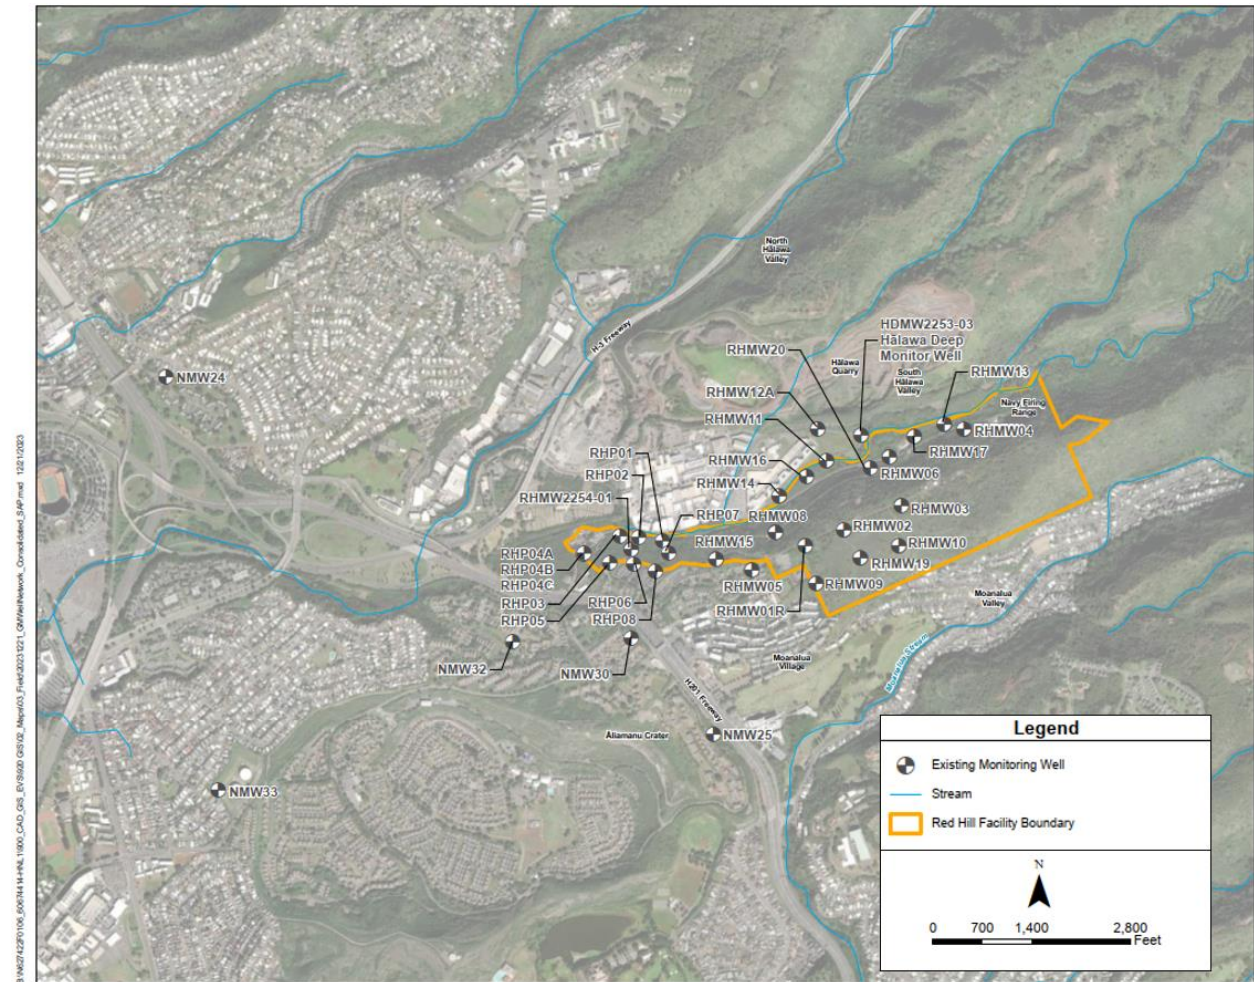 North
Hālawa
Valley
H-3 Freeway
HDMW2253-03
Hālawa Deep
Monitor Well
RHMW20
RHMW13
Hālawa
Quarry
South
Hālawa
Valley
NMW24
RHMW12A
Navy Firing
Range
RHMW11
RHMW04
RHMW17
RHP01
RHMW16
RHMW06
RHP02
RHMW14
RHMW2254-01
RHP07
RHMW08
RHMW03
RHMW02
RHP04A
RHP04B
RHP04C
RHMW15
RHMW10
RHMW19
RHMW05
RHMW09
RHP03
RHP06
RHP05
RHP08
RHMW01R
Moanalua
Valley
Moanalua
Village
Moanalua Stream
NMW32
NMW30
H201 Freeway
Āliamanu Crater
NMW25
NMW33
Legend
Existing Monitoring Well
Stream
Red Hill Facility Boundary
N
0 700 1,400 2,800
Feet